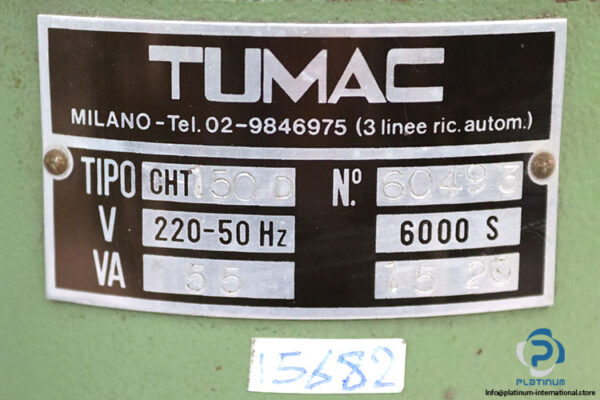 TUMAC
MILANO-Tel. 02-9846975 (3 linee ric. autom.)
TIPO CHT 150 D Nº. 60493
V 220-50 Hz 6000 S
VA 55 15 20
15682
PLATINUM
info@platinum-international.store